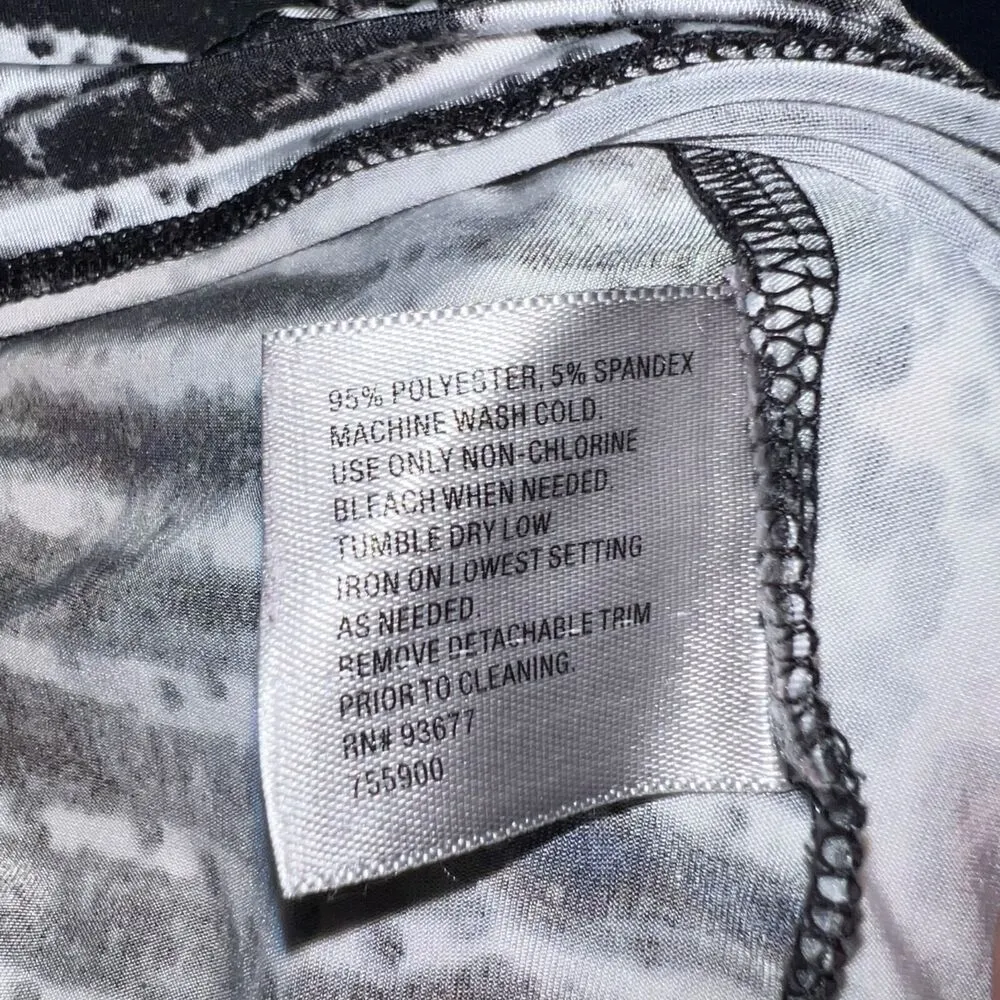 95% POLYESTER, 5% SPANDEX
MACHINE WASH COLD.
USE ONLY NON-CHLORINE
BLEACH WHEN NEEDED.
TUMBLE DRY LOW
IRON ON LOWEST SETTING
AS NEEDED.
REMOVE DETACHABLE TRIM
PRIOR TO CLEANING.
RN# 93677
755900